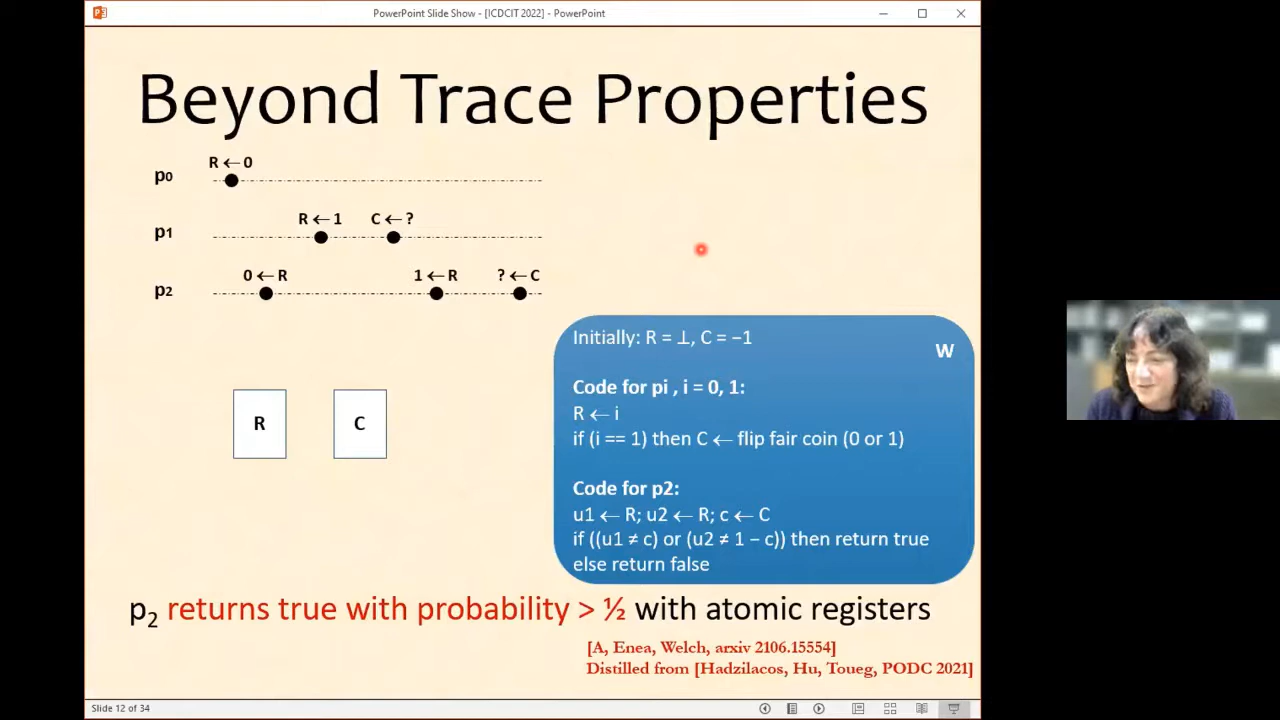 PowerPoint Slide Show - [ICDCIT 2022] - PowerPoint
Beyond Trace Properties
R ← 0
p0
R ← 1 C ← ?
p1
0 ← R 1 ← R ? ← C
p2
R C
Initially: R = ⊥, C = −1
W
Code for pi , i = 0, 1:
R ← i
if (i == 1) then C ← flip fair coin (0 or 1)
Code for p2:
u1 ← R; u2 ← R; c ← C
if ((u1 ≠ c) or (u2 ≠ 1 − c)) then return true
else return false
p2 returns true with probability > ½ with atomic registers
[A, Enea, Welch, arxiv 2106.15554]
Distilled from [Hadzilacos, Hu, Toueg, PODC 2021]
Slide 12 of 34